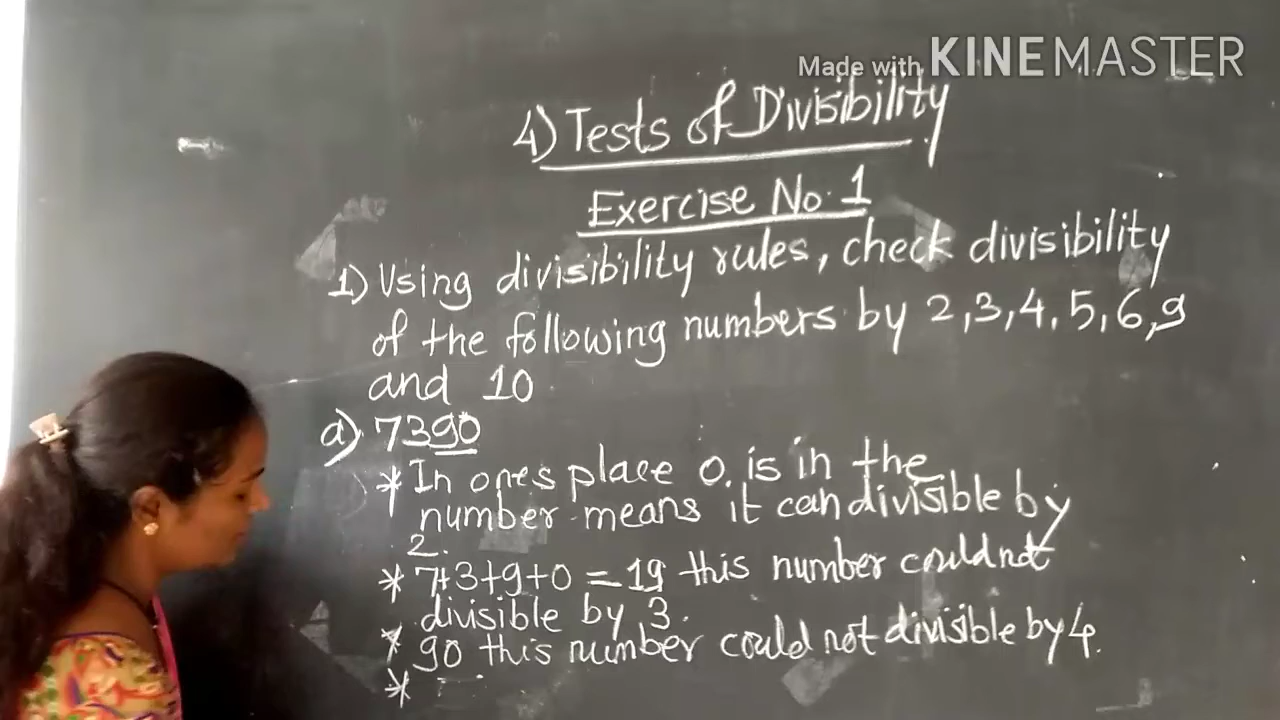 Made with KINEMASTER
4) Tests of Divisibility
Exercise No. 1
1) Using divisibility rules, check divisibility
of the following numbers by 2,3,4,5,6,9
and 10
a) 7390
* In ones place 0 is in the
number means it can divisible by
2.
* 7+3+9+0 = 19 this number could not
divisible by 3.
* 90 this number could not divisible by 4.
*